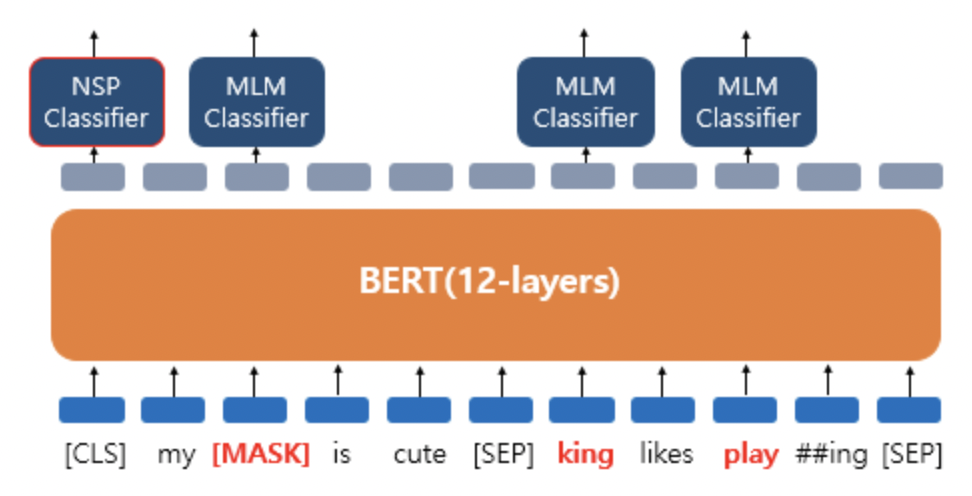 NSP
Classifier
MLM
Classifier
MLM
Classifier
MLM
Classifier
BERT(12-layers)
[CLS] my [MASK] is cute [SEP] king likes play ##ing [SEP]